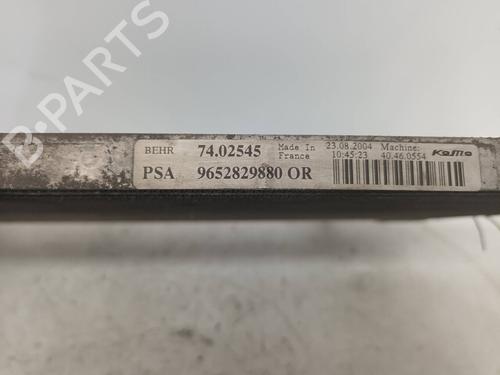 B-PARTS
BEHR 74.02545 Made In 23.08.2004 Machine:
France 10:45:23 40.46.0554
PSA 9652829880 OR